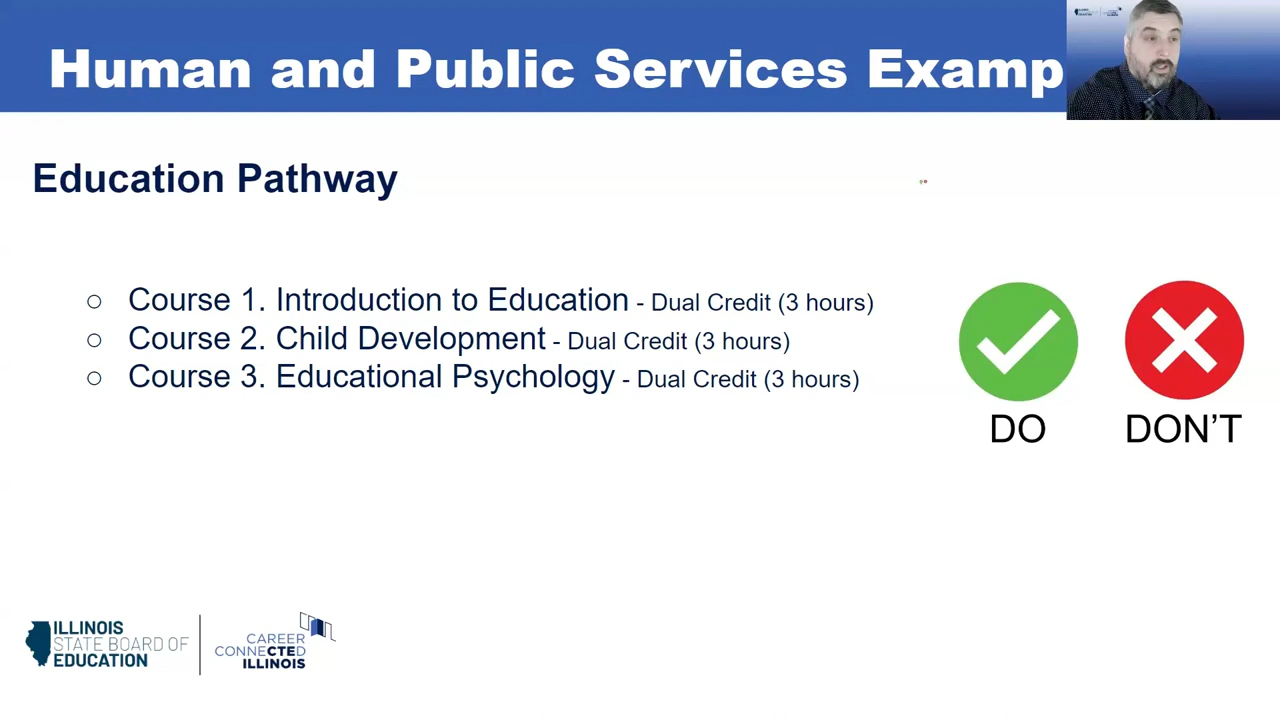 Human and Public Services Examp
Education Pathway
○ Course 1. Introduction to Education - Dual Credit (3 hours)
○ Course 2. Child Development - Dual Credit (3 hours)
○ Course 3. Educational Psychology - Dual Credit (3 hours)
DO
DON'T
ILLINOIS
STATE BOARD OF
EDUCATION
CAREER
CONNECTED
ILLINOIS